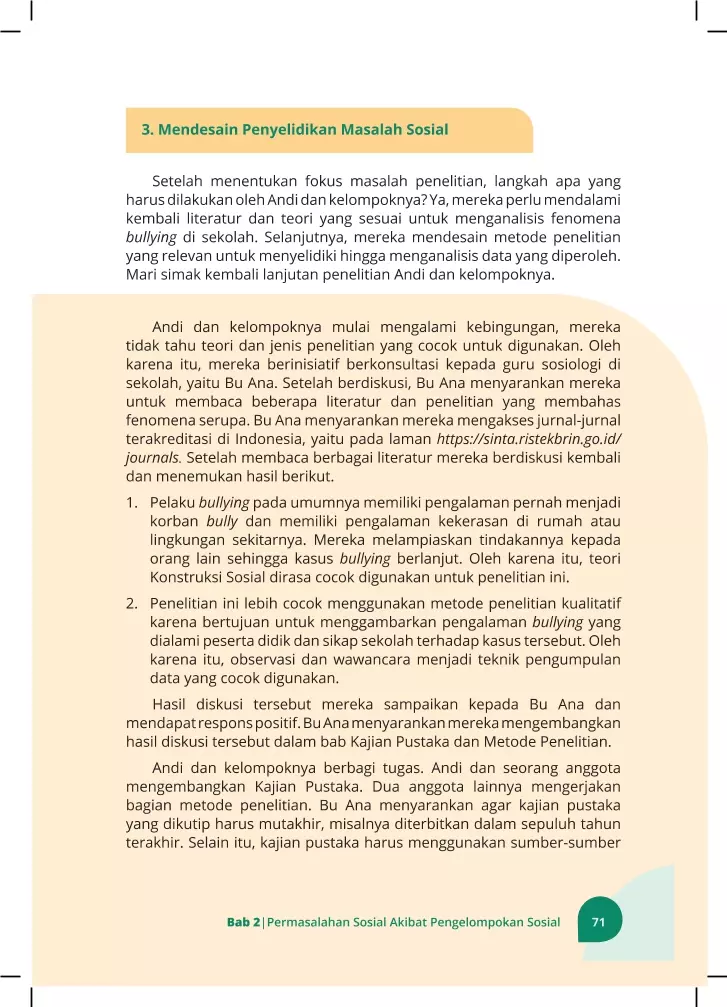 3. Mendesain Penyelidikan Masalah Sosial
Setelah menentukan fokus masalah penelitian, langkah apa yang
harus dilakukan oleh Andi dan kelompoknya? Ya, mereka perlu mendalami
kembali literatur dan teori yang sesuai untuk menganalisis fenomena
bullying di sekolah. Selanjutnya, mereka mendesain metode penelitian
yang relevan untuk menyelidiki hingga menganalisis data yang diperoleh.
Mari simak kembali lanjutan penelitian Andi dan kelompoknya.
Andi dan kelompoknya mulai mengalami kebingungan, mereka
tidak tahu teori dan jenis penelitian yang cocok untuk digunakan. Oleh
karena itu, mereka berinisiatif berkonsultasi kepada guru sosiologi di
sekolah, yaitu Bu Ana. Setelah berdiskusi, Bu Ana menyarankan mereka
untuk membaca beberapa literatur dan penelitian yang membahas
fenomena serupa. Bu Ana menyarankan mereka mengakses jurnal-jurnal
terakreditasi di Indonesia, yaitu pada laman https://sinta.ristekbrin.go.id/
journals. Setelah membaca berbagai literatur mereka berdiskusi kembali
dan menemukan hasil berikut.
1. Pelaku bullying pada umumnya memiliki pengalaman pernah menjadi
korban bully dan memiliki pengalaman kekerasan di rumah atau
lingkungan sekitarnya. Mereka melampiaskan tindakannya kepada
orang lain sehingga kasus bullying berlanjut. Oleh karena itu, teori
Konstruksi Sosial dirasa cocok digunakan untuk penelitian ini.
2. Penelitian ini lebih cocok menggunakan metode penelitian kualitatif
karena bertujuan untuk menggambarkan pengalaman bullying yang
dialami peserta didik dan sikap sekolah terhadap kasus tersebut. Oleh
karena itu, observasi dan wawancara menjadi teknik pengumpulan
data yang cocok digunakan.
Hasil diskusi tersebut mereka sampaikan kepada Bu Ana dan
mendapat respons positif. Bu Ana menyarankan mereka mengembangkan
hasil diskusi tersebut dalam bab Kajian Pustaka dan Metode Penelitian.
Andi dan kelompoknya berbagi tugas. Andi dan seorang anggota
mengembangkan Kajian Pustaka. Dua anggota lainnya mengerjakan
bagian metode penelitian. Bu Ana menyarankan agar kajian pustaka
yang dikutip harus mutakhir, misalnya diterbitkan dalam sepuluh tahun
terakhir. Selain itu, kajian pustaka harus menggunakan sumber-sumber
Bab 2|Permasalahan Sosial Akibat Pengelompokan Sosial 71